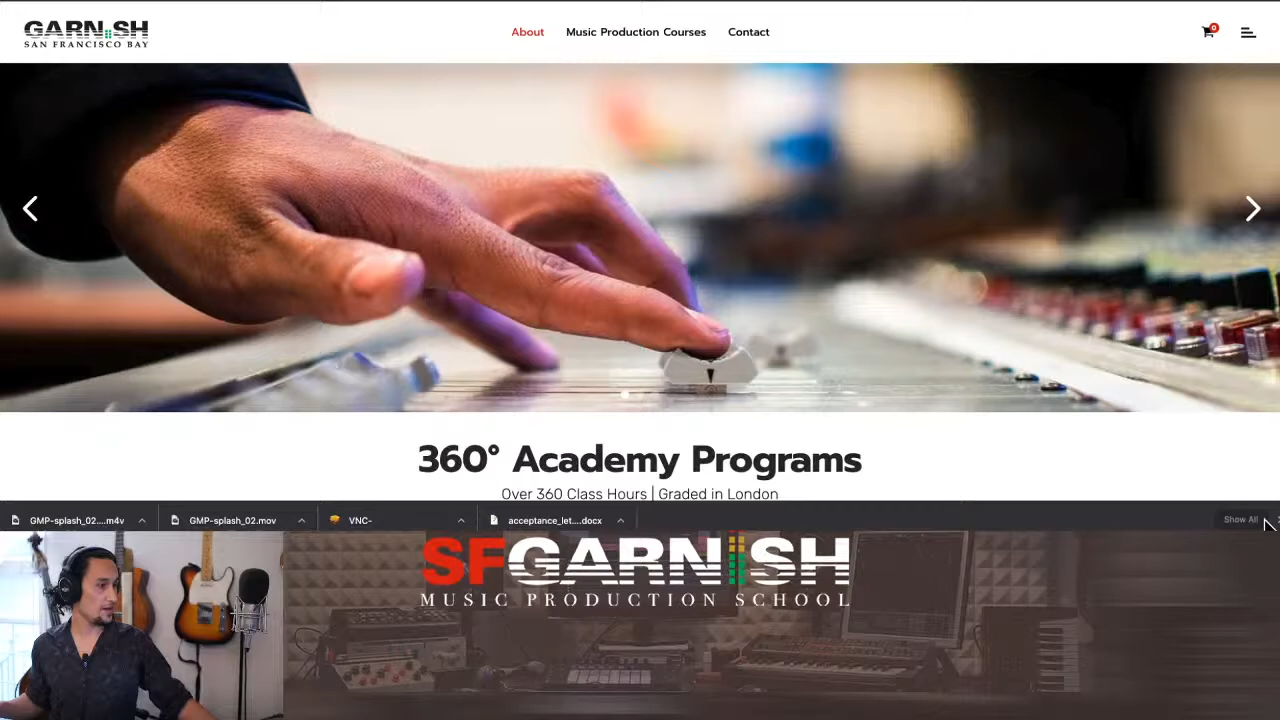 GARNISH
SAN FRANCISCO BAY
About
Music Production Courses
Contact
0
360° Academy Programs
Over 360 Class Hours | Graded in London
GMP-splash_02....m4v
GMP-splash_02.mov
VNC-
acceptance_let....docx
Show All
SFGARNISH
MUSIC PRODUCTION SCHOOL